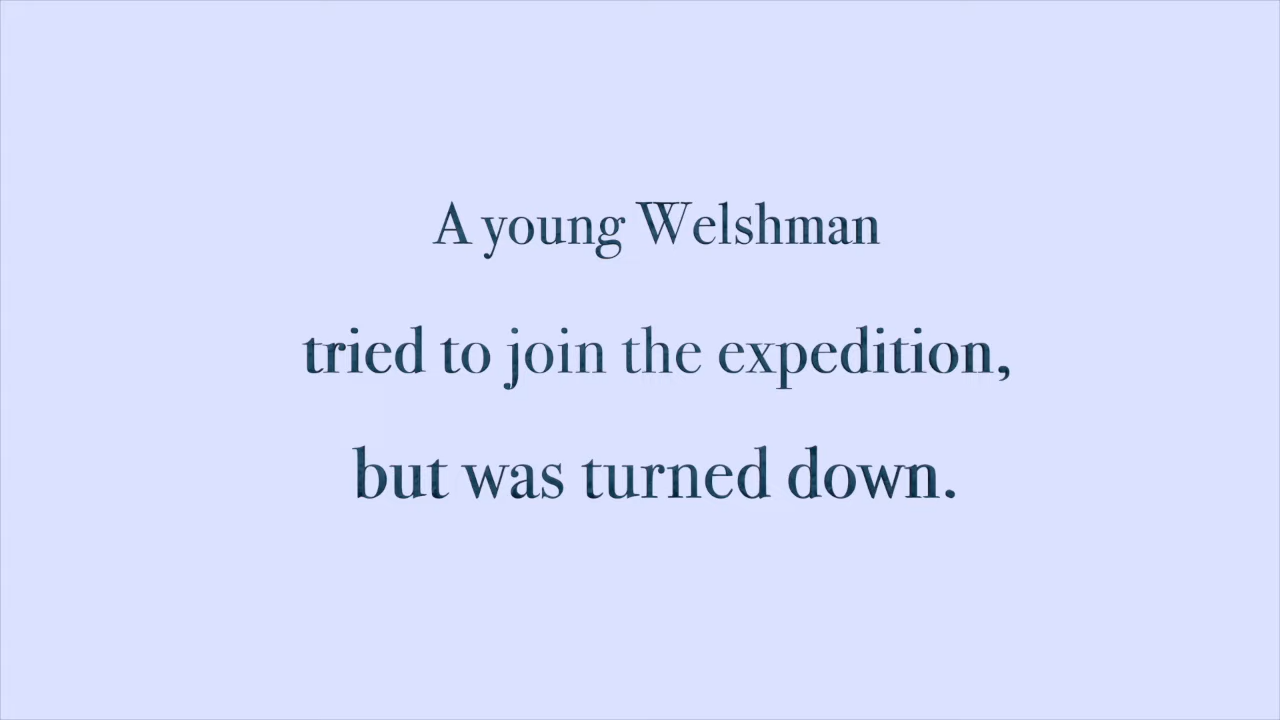 A young Welshman
tried to join the expedition,
but was turned down.